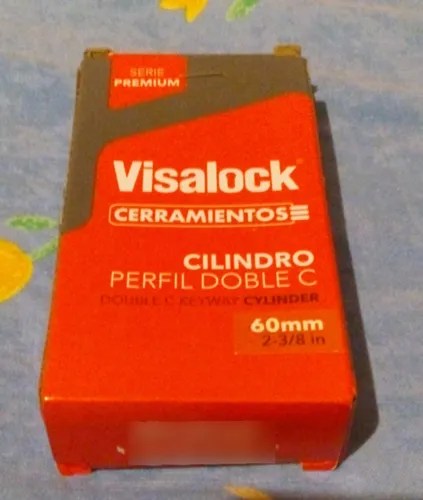 SERIE
PREMIUM
Visalock®
CERRAMIENTOS
CILINDRO
PERFIL DOBLE C
DOUBLE C KEYWAY CYLINDER
60mm
2-3/8 in